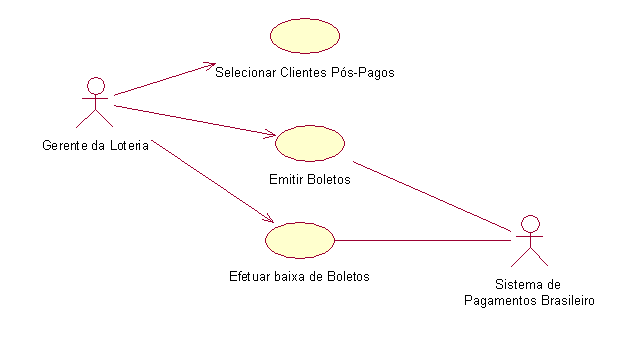 Selecionar Clientes Pós-Pagos
Gerente da Loteria
Emitir Boletos
Efetuar baixa de Boletos
Sistema de
Pagamentos Brasileiro